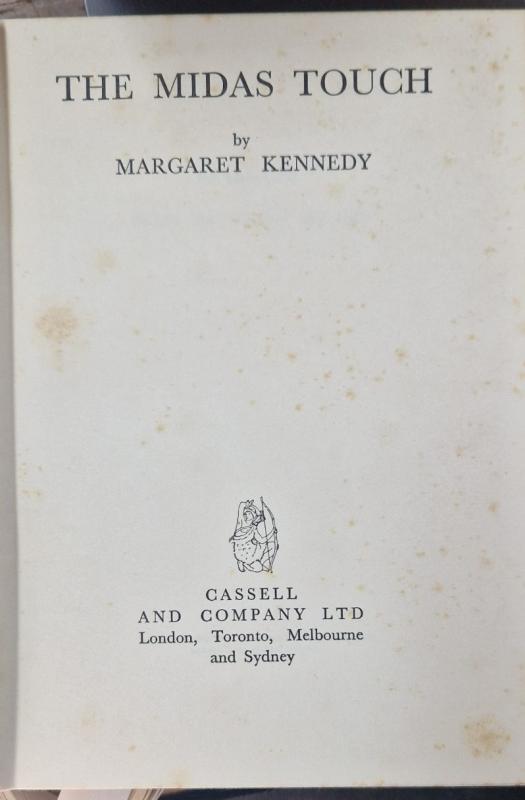 THE MIDAS TOUCH
by
MARGARET KENNEDY
CASSELL
AND COMPANY LTD
London, Toronto, Melbourne
and Sydney